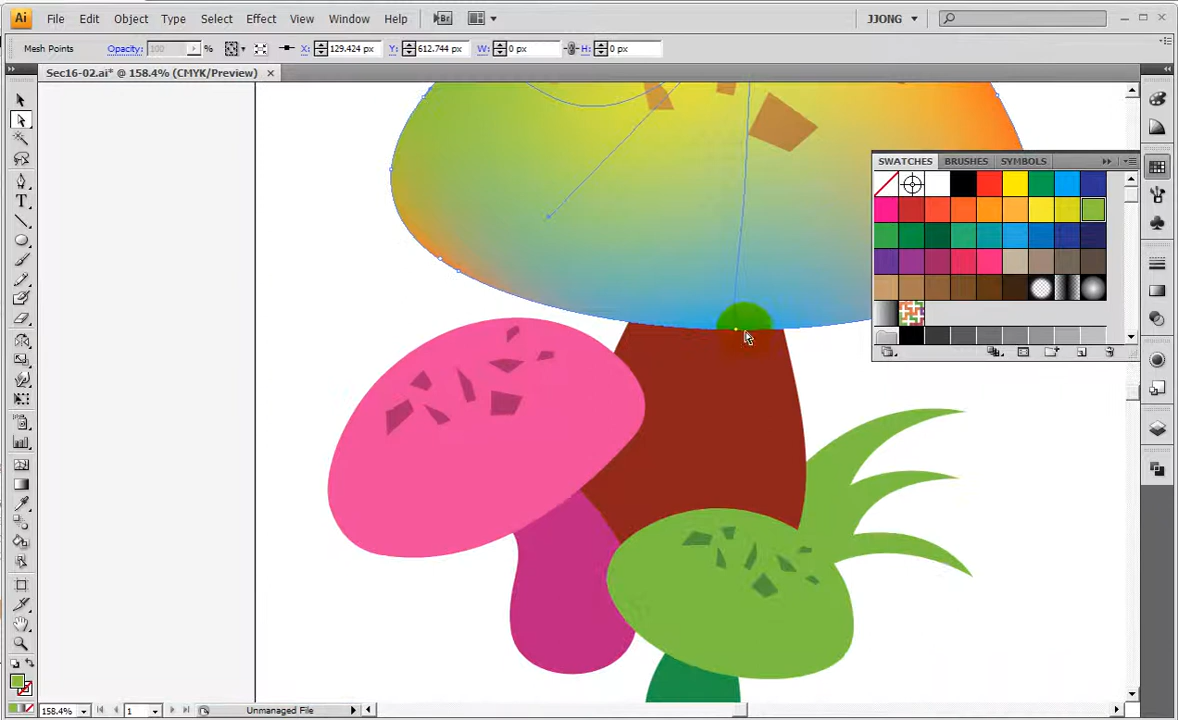 Ai File Edit Object Type Select Effect View Window Help Br JJONG
Mesh Points Opacity: 100 % X: 129.424 px Y: 612.744 px W: 0 px H: 0 px
Sec16-02.ai* @ 158.4% (CMYK/Preview)
SWATCHES BRUSHES SYMBOLS
T
158.4% 1 Unmanaged File